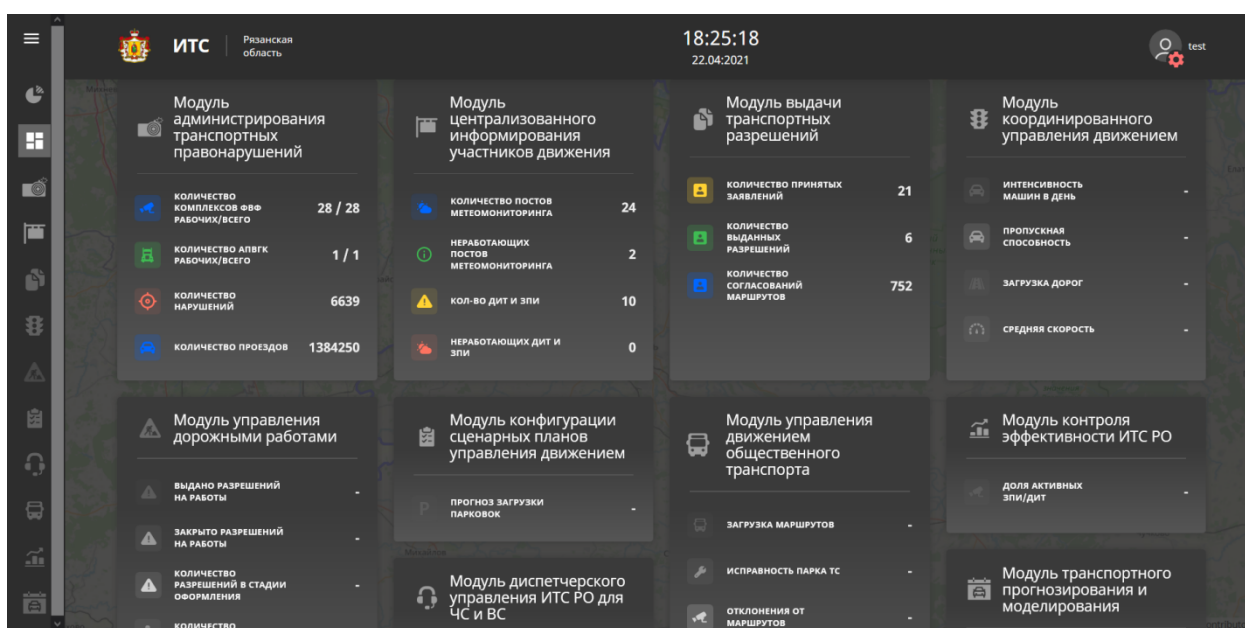 ИТС
Рязанская
область
18:25:18
22.04:2021
test
Модуль
администрирова
транспортных
правонарушений
КОЛИЧЕСТВО
КОМПЛЕКСОВ ФВФ
РАБОЧИХ/ВСЕГО
28 / 28
КОЛИЧЕСТВО АПВГК
РАБОЧИХ/ВСЕГО
1 / 1
КОЛИЧЕСТВО
НАРУШЕНИЙ
6639
КОЛИЧЕСТВО ПРОЕЗДОВ
1384250
Модуль
централизованного
информирования
участников движения
КОЛИЧЕСТВО ПОСТОВ
МЕТЕОМОНИТОРИНГА
24
НЕРАБОТАЮЩИХ
ПОСТОВ
МЕТЕОМОНИТОРИНГА
2
КОЛ-ВО ДИТ И ЗПИ
10
НЕРАБОТАЮЩИХ ДИТ И
ЗПИ
0
Модуль выдачи
транспортных
разрешений
КОЛИЧЕСТВО ПРИНЯТЫХ
ЗАЯВЛЕНИЙ
21
КОЛИЧЕСТВО
ВЫДАННЫХ
РАЗРЕШЕНИЙ
6
КОЛИЧЕСТВО
СОГЛАСОВАНИЙ
МАРШРУТОВ
752
Модуль
координированного
управления движением
ИНТЕНСИВНОСТЬ
МАШИН В ДЕНЬ
-
ПРОПУСКНАЯ
СПОСОБНОСТЬ
-
ЗАГРУЗКА ДОРОГ
-
СРЕДНЯЯ СКОРОСТЬ
-
Модуль управления
дорожными работами
ВЫДАНО РАЗРЕШЕНИЙ
НА РАБОТЫ
-
ЗАКРЫТО РАЗРЕШЕНИЙ
НА РАБОТЫ
-
КОЛИЧЕСТВО
РАЗРЕШЕНИЙ В СТАДИИ
ОФОРМЛЕНИЯ
-
КОЛИЧЕСТВО
Модуль конфигурации
сценарных планов
управления движением
P
ПРОГНОЗ ЗАГРУЗКИ
ПАРКОВОК
-
Михайлов
Модуль диспетчерского
управления ИТС РО для
ЧС и ВС
Модуль управления
движением
общественного
транспорта
ЗАГРУЗКА МАРШРУТОВ
-
ИСПРАВНОСТЬ ПАРКА ТС
-
ОТКЛОНЕНИЯ ОТ
МАРШРУТОВ
-
Модуль контроля
эффективности ИТС РО
ДОЛЯ АКТИВНЫХ
ЗПИ/ДИТ
-
Модуль транспортного
прогнозирования и
моделирования